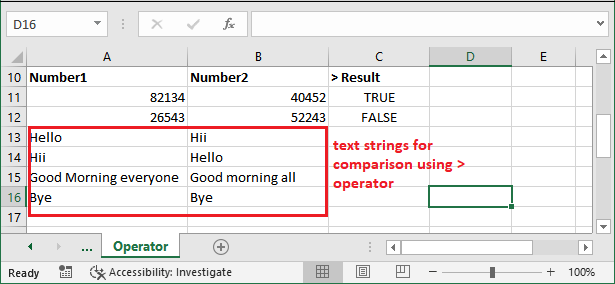 D16 fx
A B C D E
10 Number1 Number2 > Result
11 82134 40452 TRUE
12 26543 52243 FALSE
13 Hello Hii
14 Hii Hello
15 Good Morning everyone Good morning all
16 Bye Bye
17
text strings for
comparison using >
operator
... Operator
Ready Accessibility: Investigate 100%